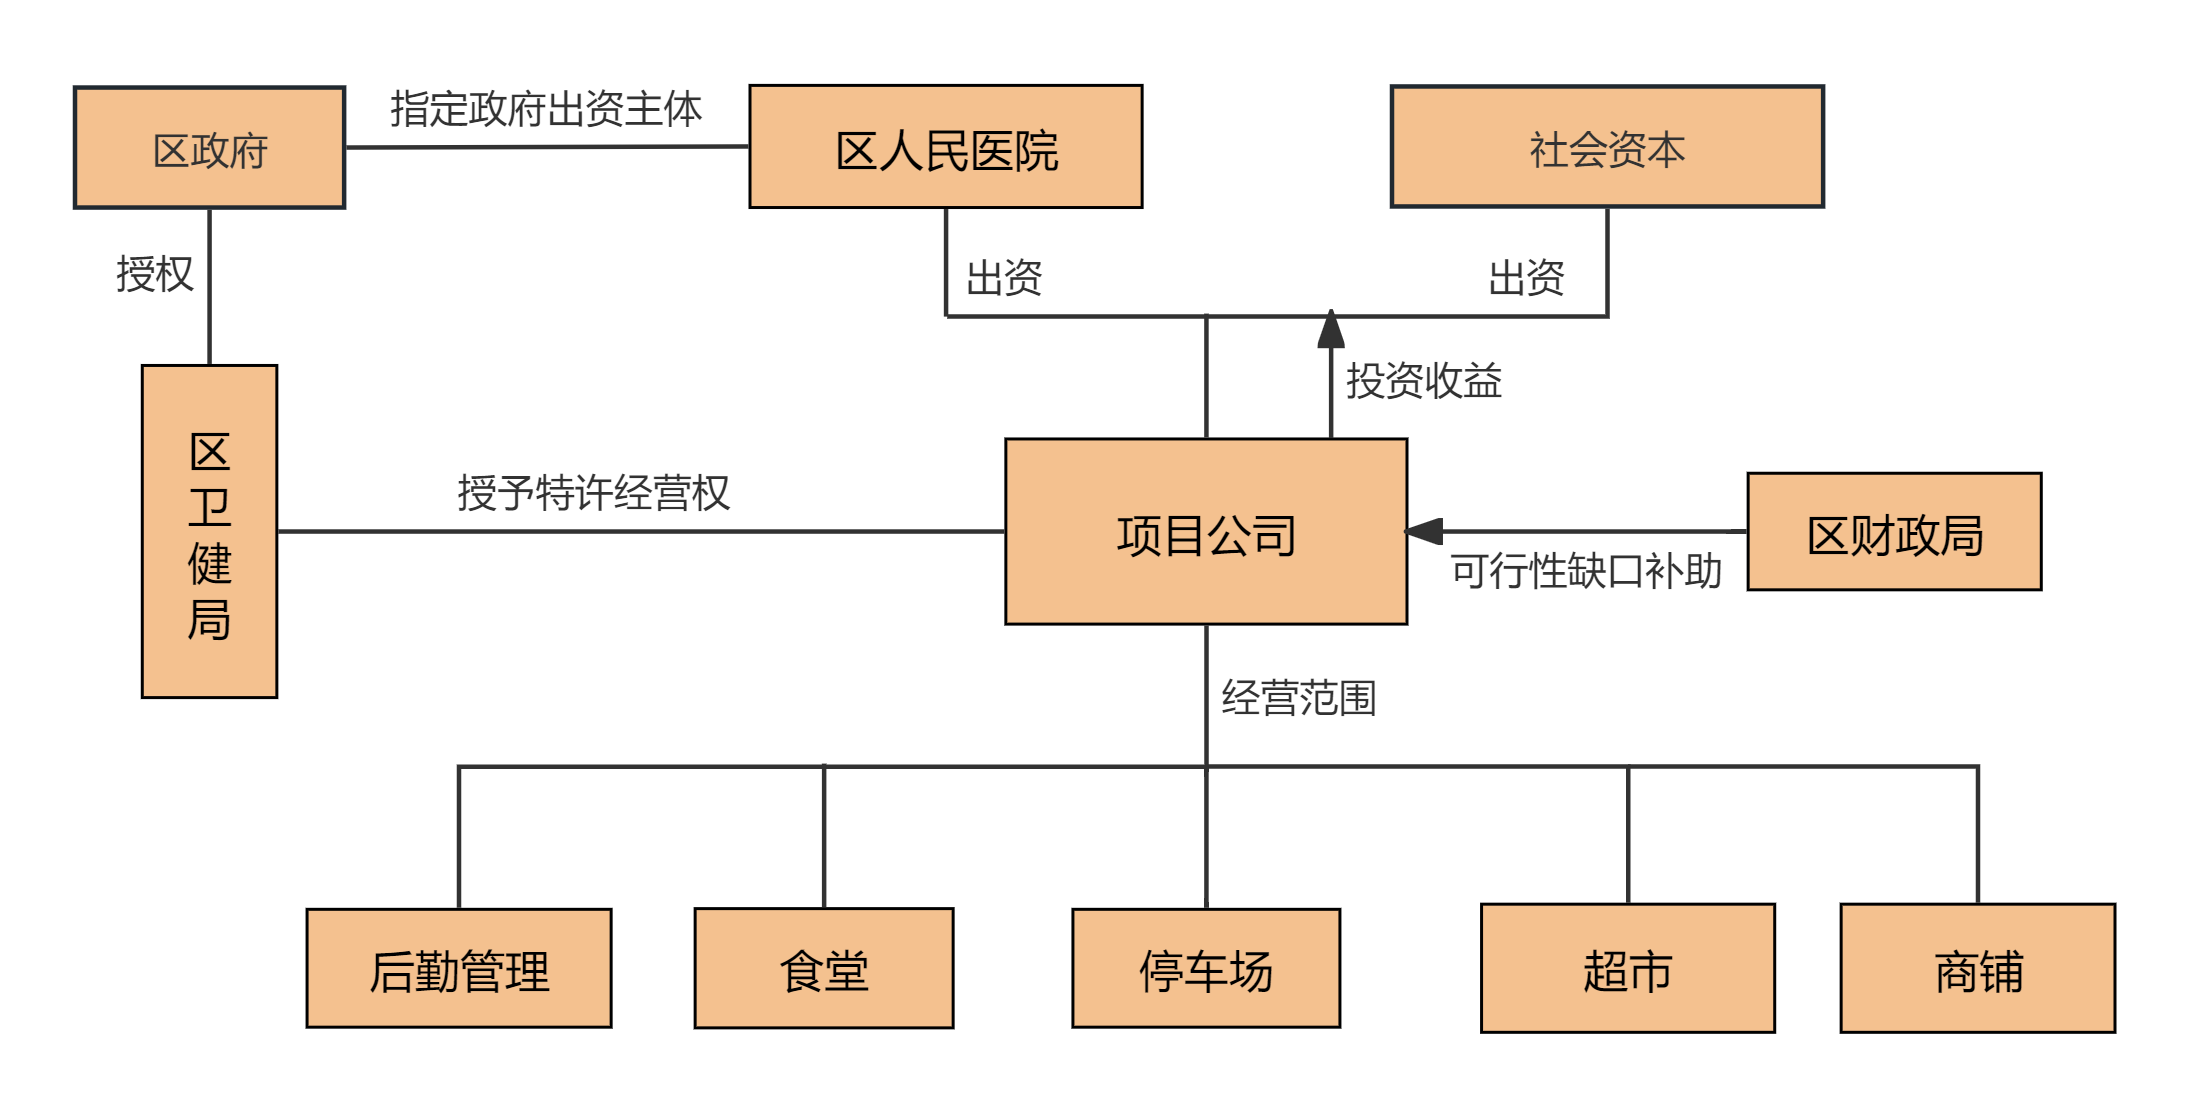 区政府
指定政府出资主体
区人民医院
社会资本
授权
出资
出资
投资收益
区卫健局
授予特许经营权
项目公司
区财政局
可行性缺口补助
经营范围
后勤管理
食堂
停车场
超市
商铺